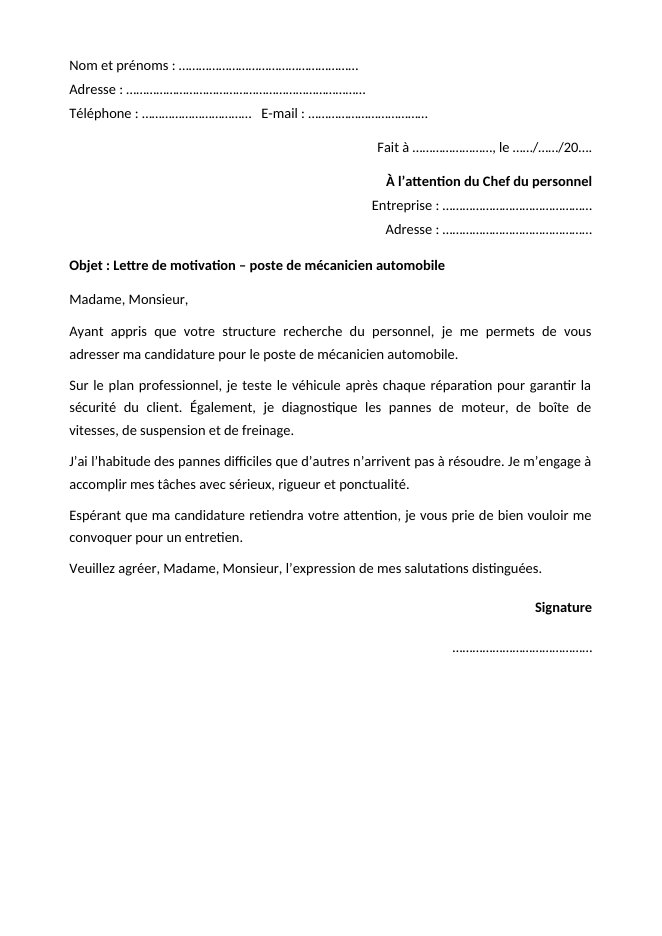 Nom et prénoms : ………………………………………………
Adresse : ………………………………………………………………
Téléphone : ……………………………  E-mail : ………………………………
Fait à ……………………, le ……/……/20….
À l’attention du Chef du personnel
Entreprise : ………………………………………
Adresse : ………………………………………
Objet : Lettre de motivation – poste de mécanicien automobile
Madame, Monsieur,
Ayant appris que votre structure recherche du personnel, je me permets de vous
adresser ma candidature pour le poste de mécanicien automobile.
Sur le plan professionnel, je teste le véhicule après chaque réparation pour garantir la
sécurité du client. Également, je diagnostique les pannes de moteur, de boîte de
vitesses, de suspension et de freinage.
J’ai l’habitude des pannes difficiles que d’autres n’arrivent pas à résoudre. Je m’engage à
accomplir mes tâches avec sérieux, rigueur et ponctualité.
Espérant que ma candidature retiendra votre attention, je vous prie de bien vouloir me
convoquer pour un entretien.
Veuillez agréer, Madame, Monsieur, l’expression de mes salutations distinguées.
Signature
……………………………………